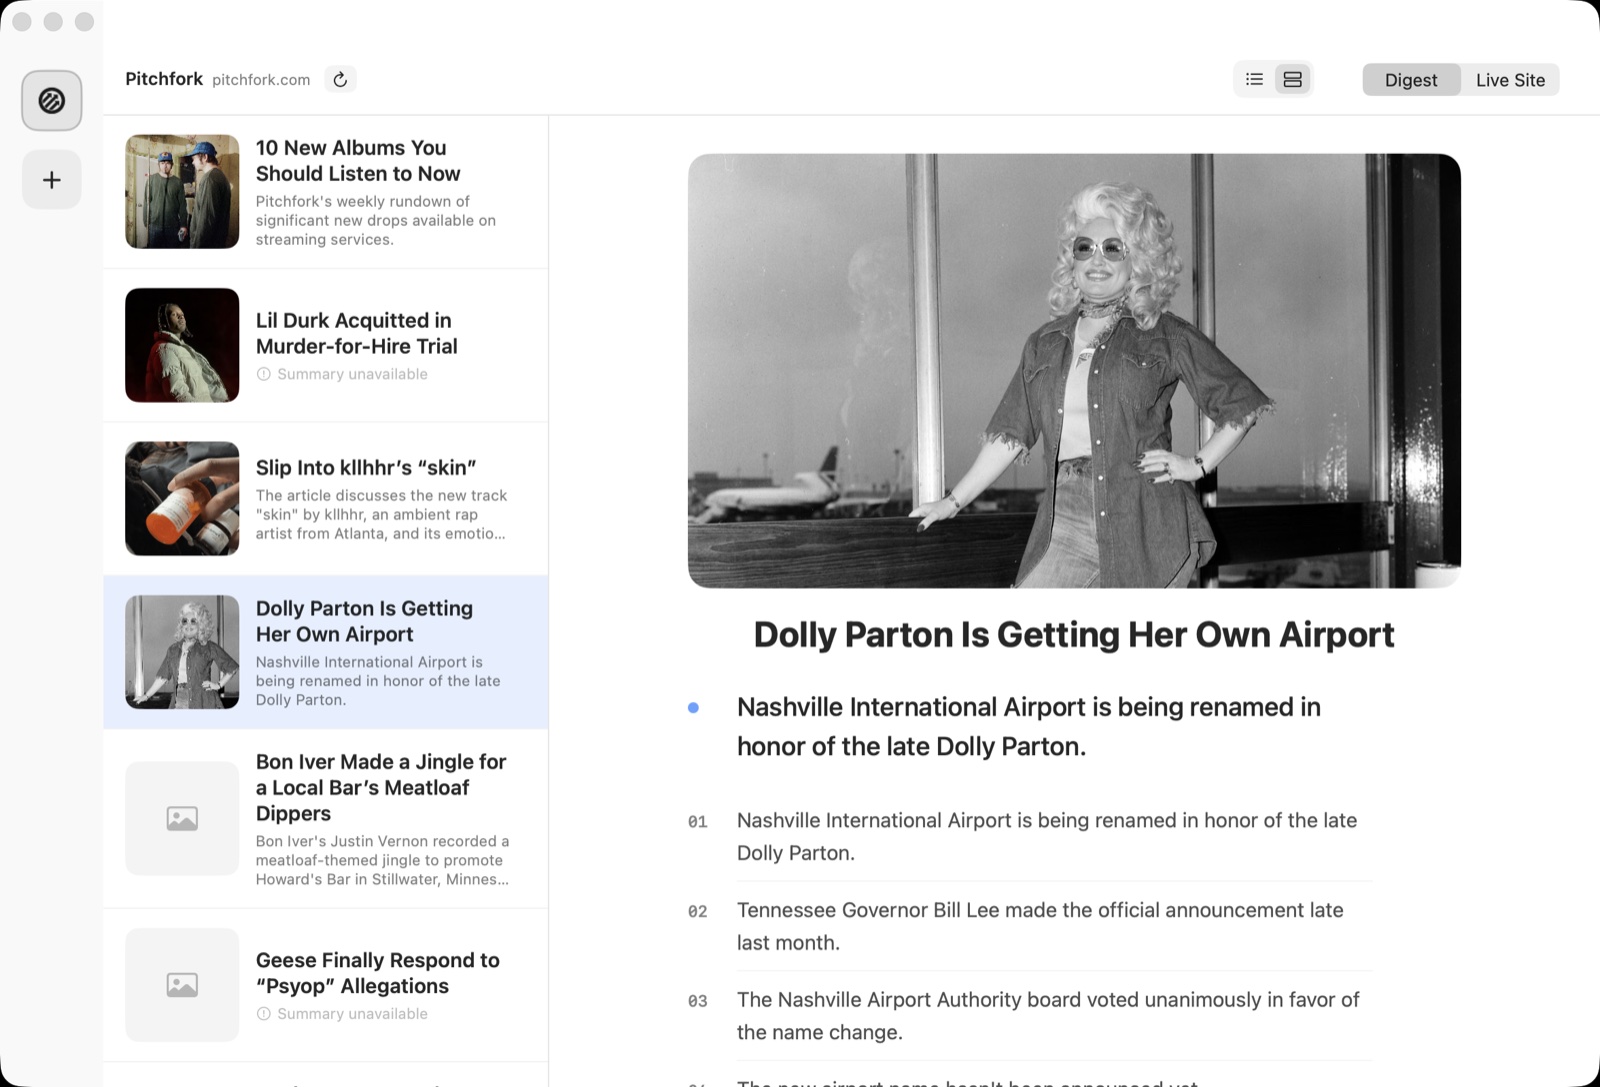 Pitchfork pitchfork.com
Digest
Live Site
10 New Albums You
Should Listen to Now
Pitchfork's weekly rundown of
significant new drops available on
streaming services.
Lil Durk Acquitted in
Murder-for-Hire Trial
Summary unavailable
Slip Into kllhhr’s “skin”
The article discusses the new track
"skin" by kllhhr, an ambient rap
artist from Atlanta, and its emotio...
Dolly Parton Is Getting
Her Own Airport
Nashville International Airport is
being renamed in honor of the late
Dolly Parton.
Bon Iver Made a Jingle for
a Local Bar’s Meatloaf
Dippers
Bon Iver's Justin Vernon recorded a
meatloaf-themed jingle to promote
Howard's Bar in Stillwater, Minnes...
Geese Finally Respond to
“Psyop” Allegations
Summary unavailable
Dolly Parton Is Getting Her Own Airport
Nashville International Airport is being renamed in
honor of the late Dolly Parton.
01 Nashville International Airport is being renamed in honor of the late
Dolly Parton.
02 Tennessee Governor Bill Lee made the official announcement late
last month.
03 The Nashville Airport Authority board voted unanimously in favor of
the name change.